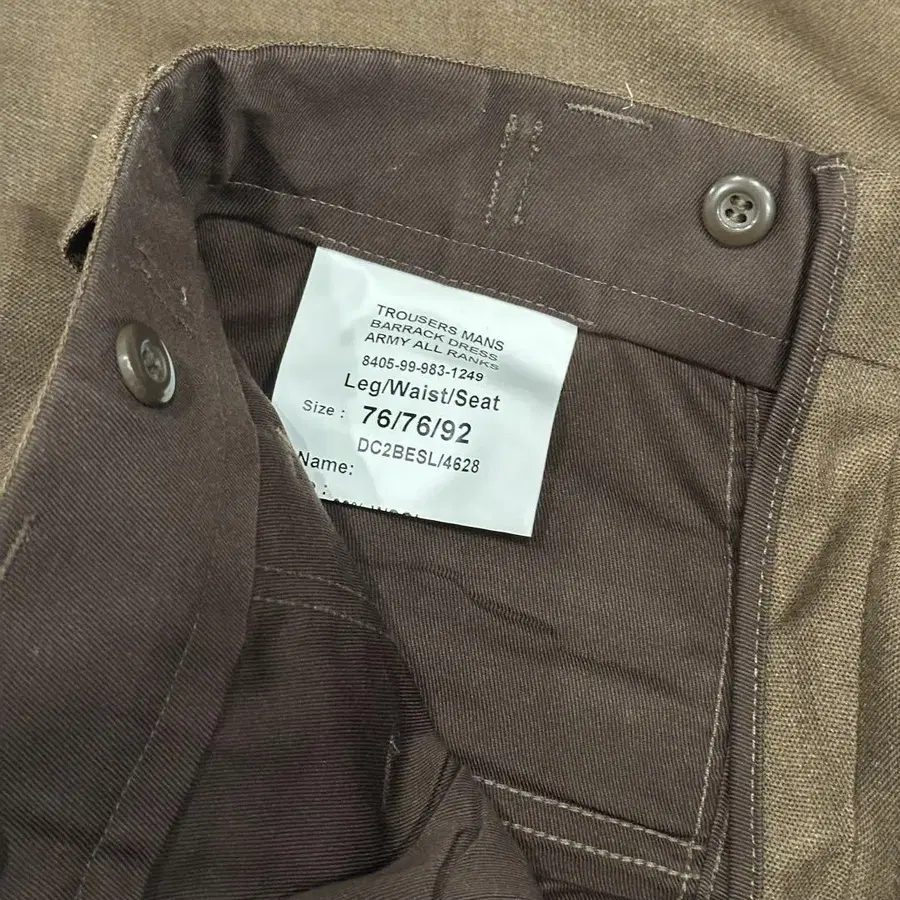 TROUSERS MANS
BARRACK DRESS
ARMY ALL RANKS
8405-99-983-1249
Leg/Waist/Seat
Size : 76/76/92
DC2BESL/4628
Name: